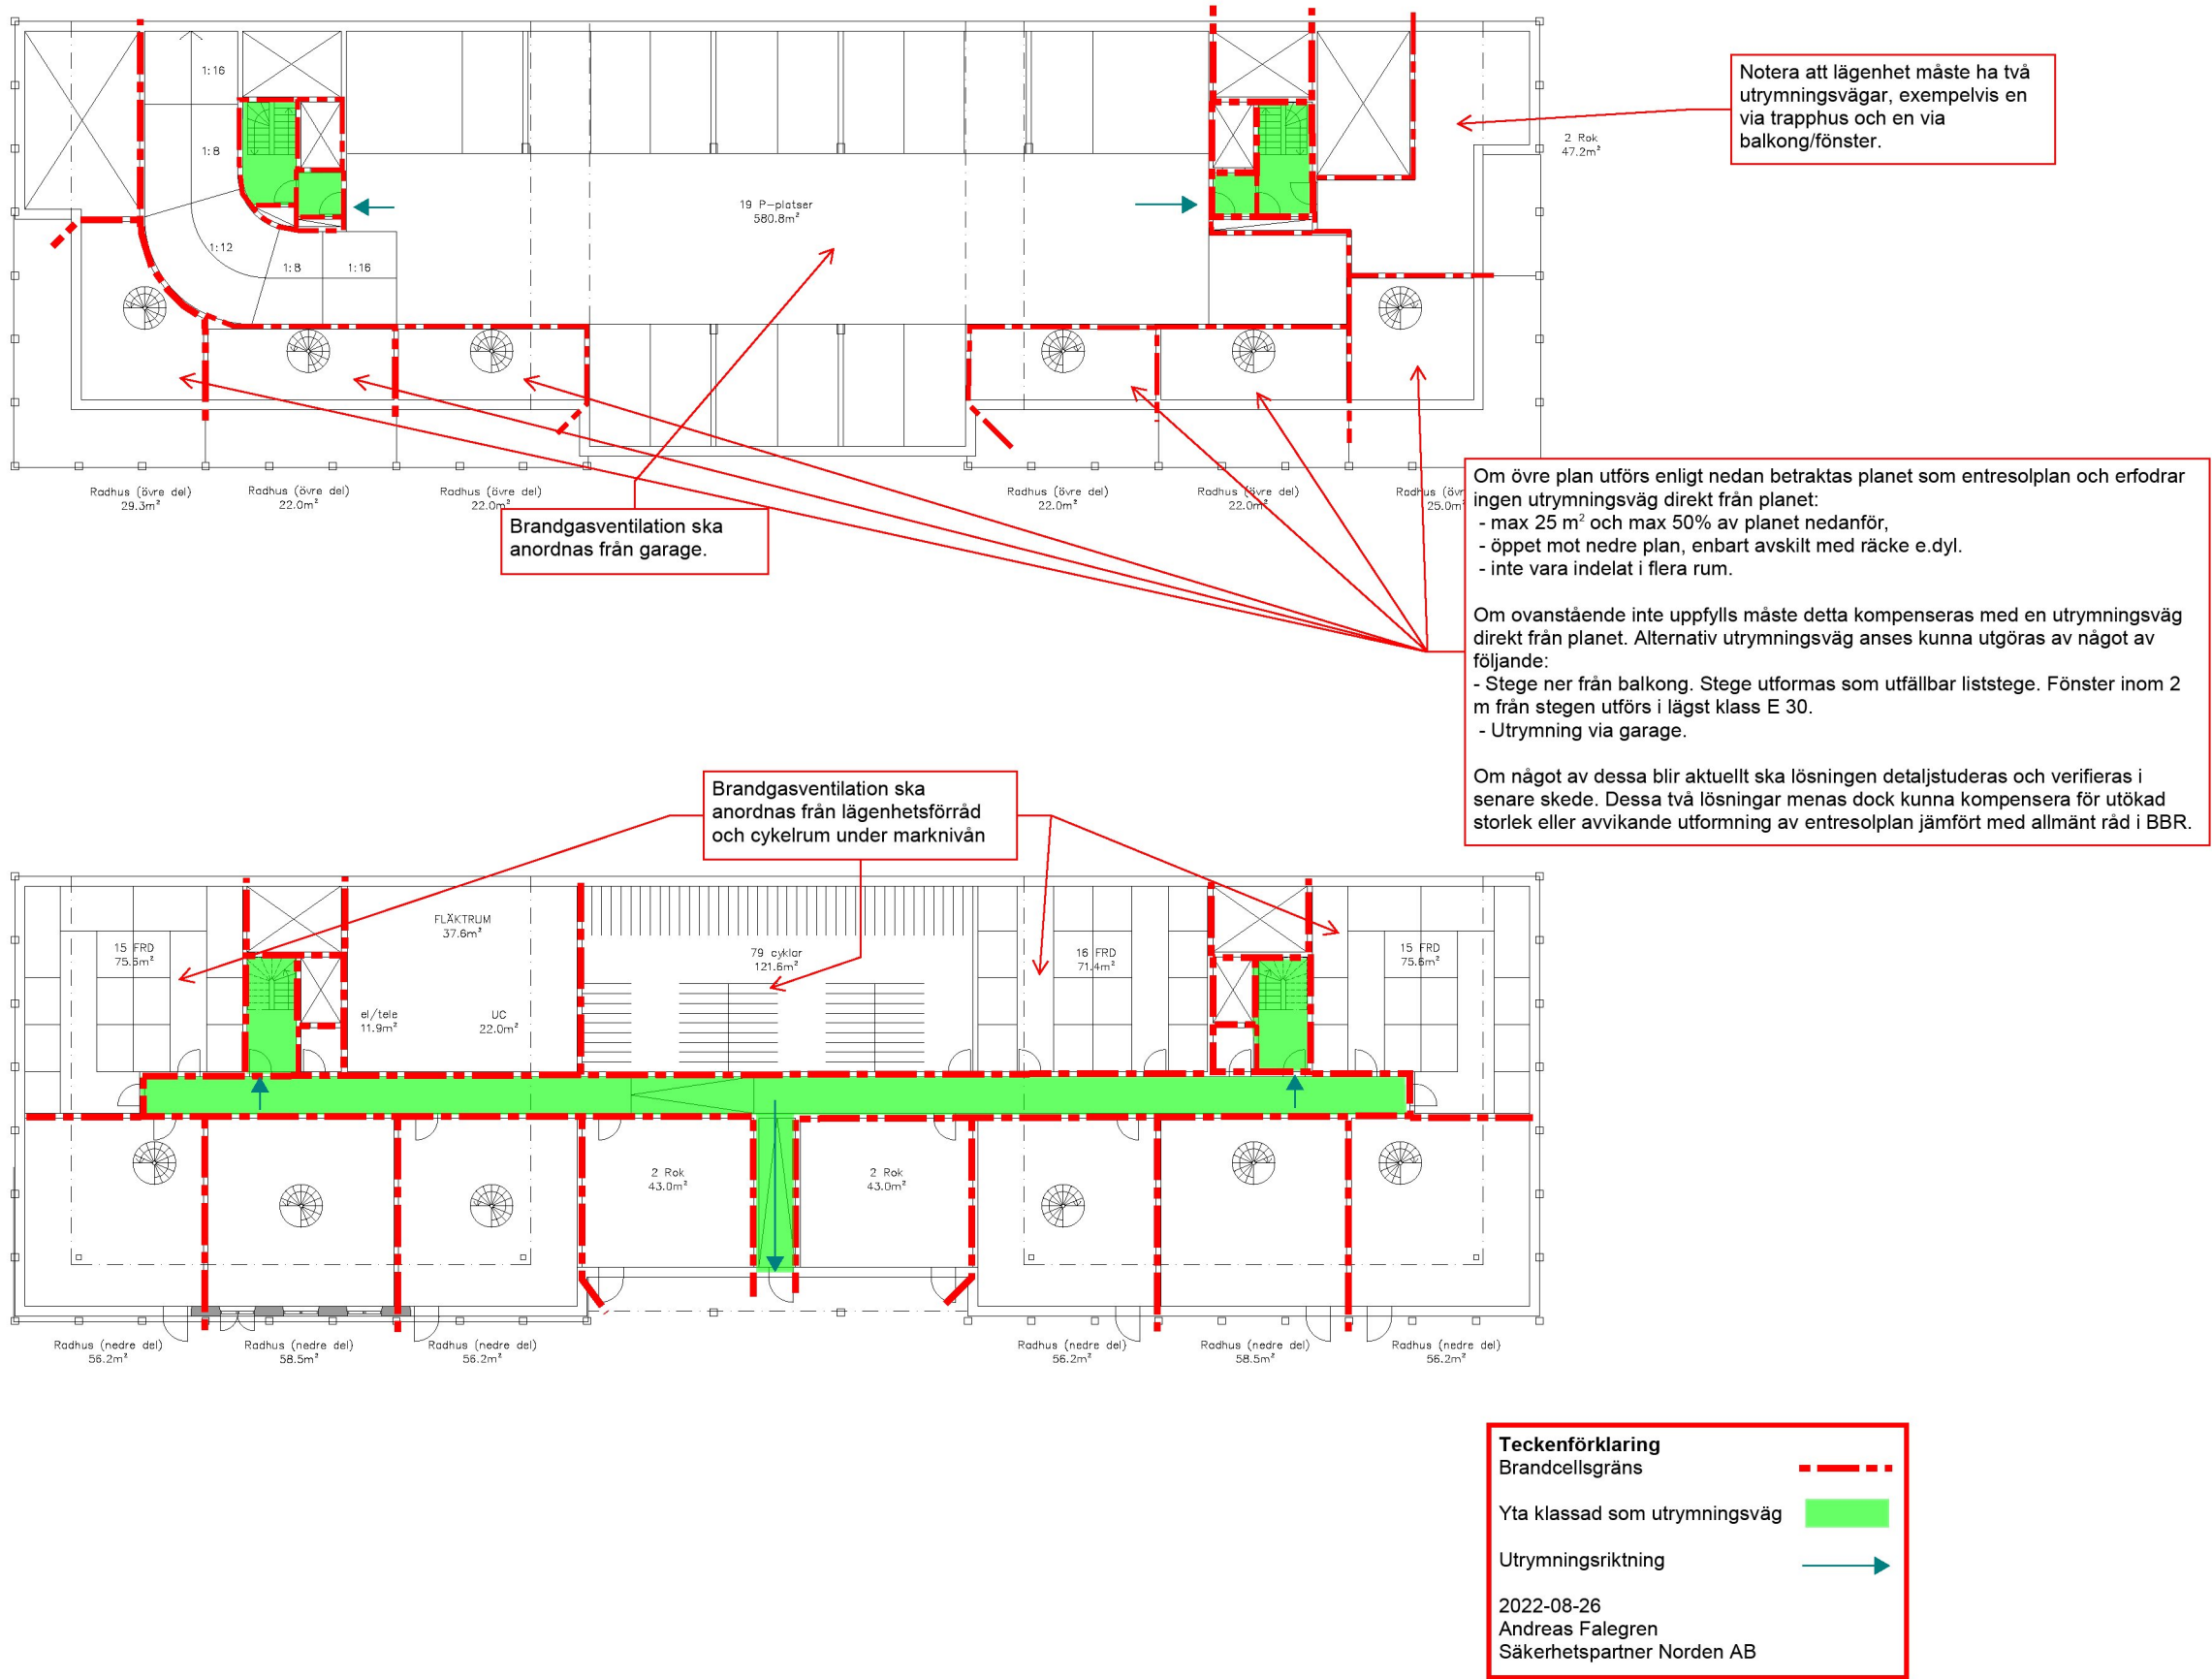 1:16
1:8
1:12
1:8
1:16
19 P-platser
580.8m²
2 Rok
47.2m²
Notera att lägenhet måste ha två
utrymningsvägar, exempelvis en
via trapphus och en via
balkong/fönster.
Radhus (övre del)
29.3m²
Radhus (övre del)
22.0m²
Radhus (övre del)
22.0m²
Radhus (övre del)
22.0m²
Radhus (övre del)
22.0m²
Radhus (övr
25.0m
Brandgasventilation ska
anordnas från garage.
Om övre plan utförs enligt nedan betraktas planet som entresolplan och erfodrar
ingen utrymningsväg direkt från planet:
- max 25 m² och max 50% av planet nedanför,
- öppet mot nedre plan, enbart avskilt med räcke e.dyl.
- inte vara indelat i flera rum.
Om ovanstående inte uppfylls måste detta kompenseras med en utrymningsväg
direkt från planet. Alternativ utrymningsväg anses kunna utgöras av något av
följande:
- Stege ner från balkong. Stege utformas som utfällbar liststege. Fönster inom 2
m från stegen utförs i lägst klass E 30.
- Utrymning via garage.
Om något av dessa blir aktuellt ska lösningen detaljstuderas och verifieras i
senare skede. Dessa två lösningar menas dock kunna kompensera för utökad
storlek eller avvikande utformning av entresolplan jämfört med allmänt råd i BBR.
Brandgasventilation ska
anordnas från lägenhetsförråd
och cykelrum under marknivån
15 FRD
75.5m²
FLÄKTRUM
37.6m²
el/tele
11.9m²
UC
22.0m²
79 cyklar
121.6m²
16 FRD
71.4m²
15 FRD
75.6m²
2 Rok
43.0m²
2 Rok
43.0m²
Radhus (nedre del)
56.2m²
Radhus (nedre del)
58.5m²
Radhus (nedre del)
56.2m²
Radhus (nedre del)
56.2m²
Radhus (nedre del)
58.5m²
Radhus (nedre del)
56.2m²
Teckenförklaring
Brandcellsgräns
Yta klassad som utrymningsväg
Utrymningsriktning
2022-08-26
Andreas Falegren
Säkerhetspartner Norden AB